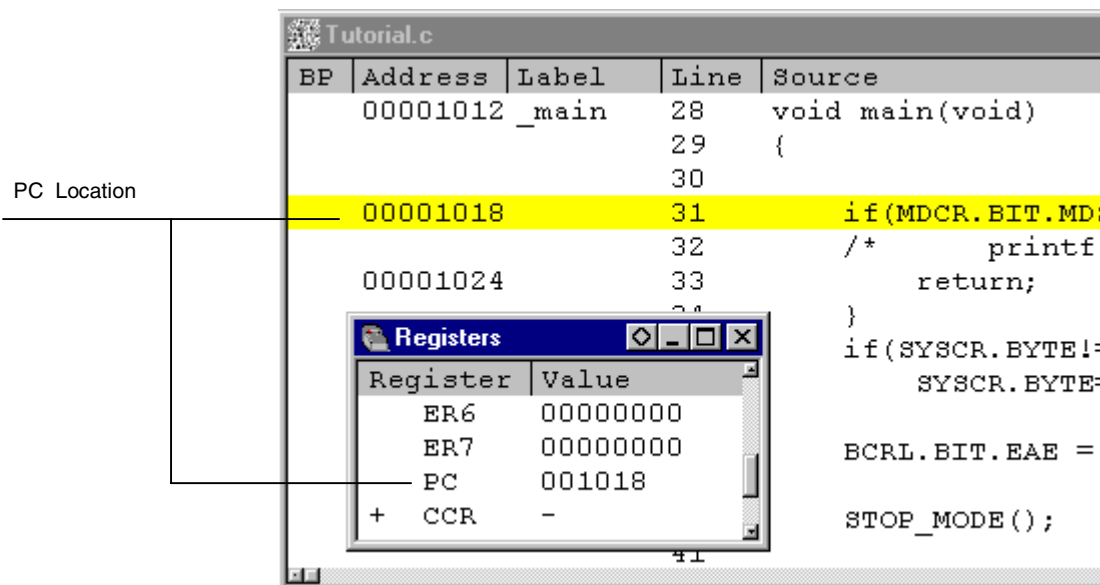 Tutorial.c
BP Address Label Line Source
00001012 _main 28 void main(void)
29 {
30
PC Location
00001018 31 if(MDCR.BIT.MDS
32 /* printf
00001024 33 return;
}
Registers
if(SYSCR.BYTE!=
Register Value
SYSCR.BYTE=
ER6 00000000
ER7 00000000
BCRL.BIT.EAE =
PC 001018
+ CCR -
STOP_MODE();
41